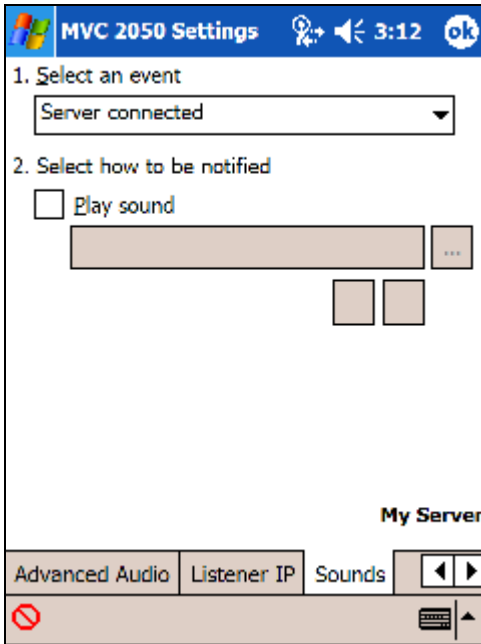 MVC 2050 Settings 3:12 ok
1. Select an event
Server connected
2. Select how to be notified
Play sound
...
My Server
Advanced Audio Listener IP Sounds